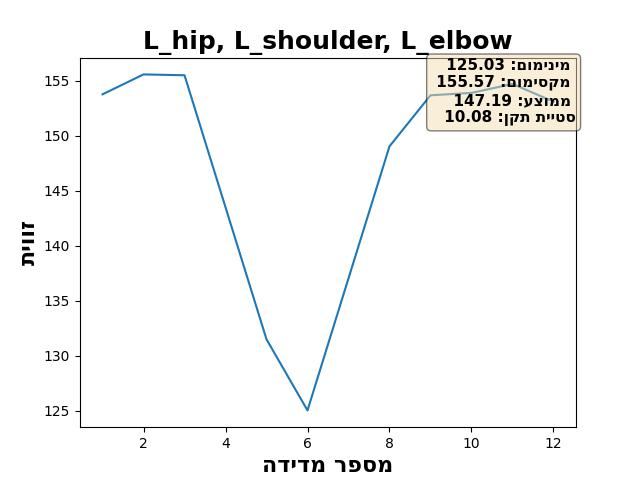 L_hip, L_shoulder, L_elbow
מינימום: 125.03
מקסימום: 155.57
ממוצע: 147.19
סטיית תקן: 10.08
155
150
145
140
135
130
125
זווית
2 4 6 8 10 12
מספר מדידה